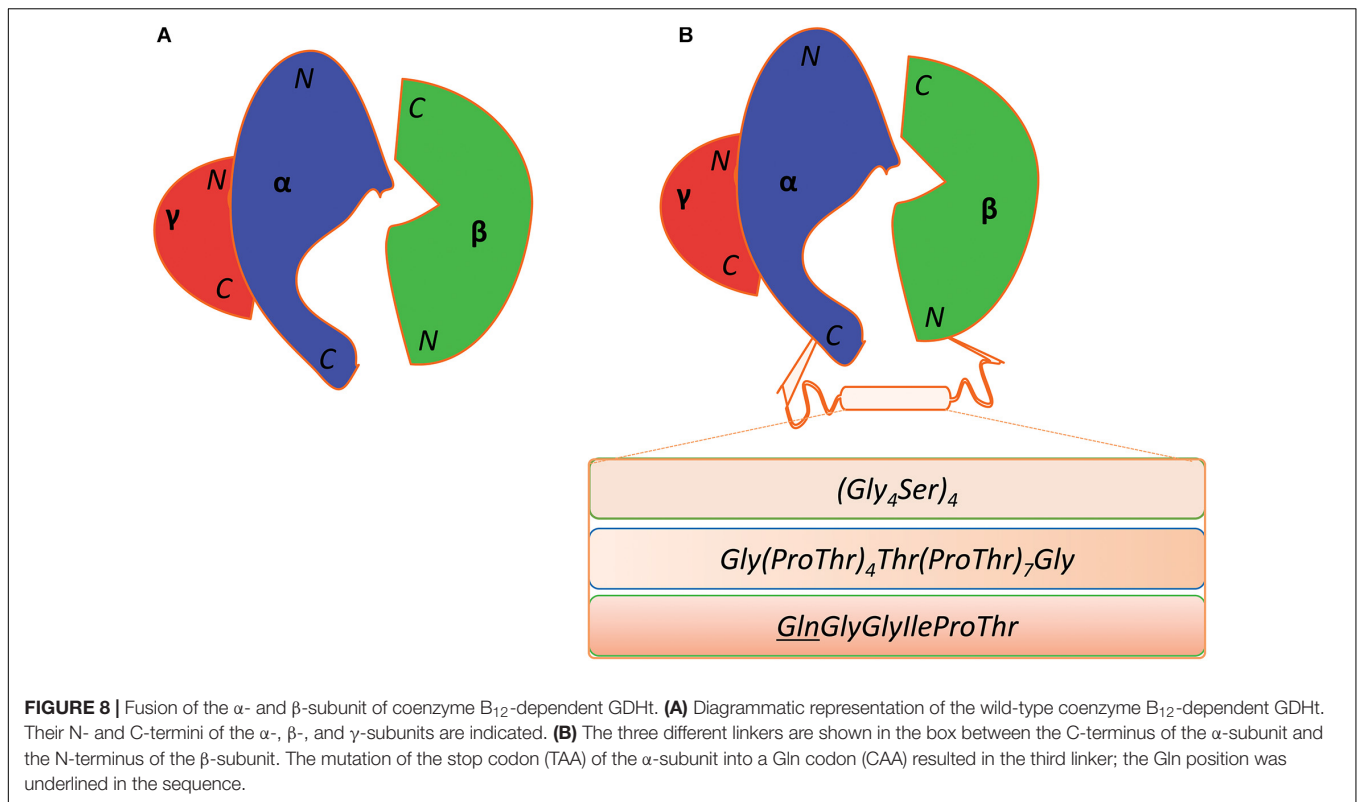 A
B
N
C
N
α
γ
β
C
N
C
N
C
N
α
γ
β
C
N
C
(Gly₄Ser)₄
Gly(ProThr)₄Thr(ProThr)₇Gly
GlnGlyGlyIleProThr
FIGURE 8 | Fusion of the α- and β-subunit of coenzyme B₁₂-dependent GDHt. (A) Diagrammatic representation of the wild-type coenzyme B₁₂-dependent GDHt.
Their N- and C-termini of the α-, β-, and γ-subunits are indicated. (B) The three different linkers are shown in the box between the C-terminus of the α-subunit and
the N-terminus of the β-subunit. The mutation of the stop codon (TAA) of the α-subunit into a Gln codon (CAA) resulted in the third linker; the Gln position was
underlined in the sequence.